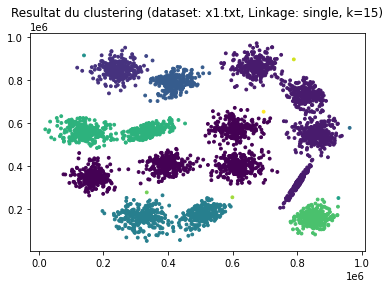 Resultat du clustering (dataset: x1.txt, Linkage: single, k=15)
1e6
1.0
0.8
0.6
0.4
0.2
0.0 0.2 0.4 0.6 0.8 1.0
1e6